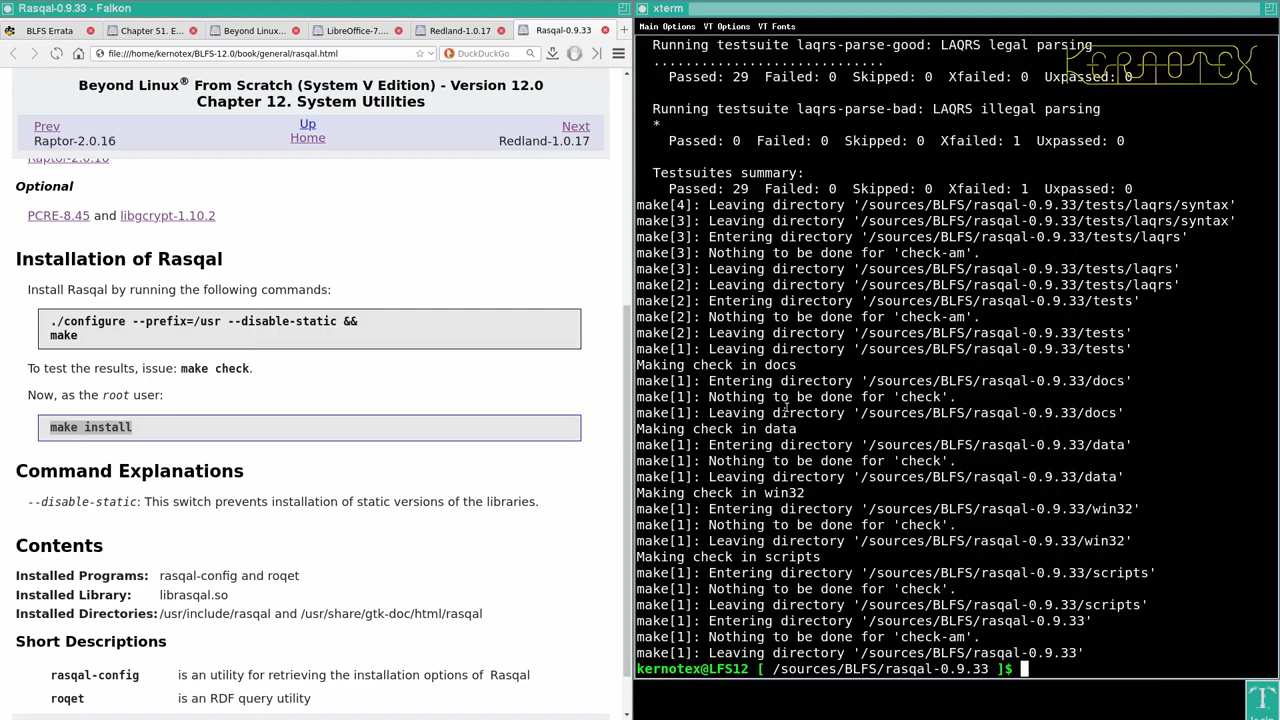 Rasqal-0.9.33 - Falkon
BLFS Errata
Chapter 51. E...
Beyond Linux...
LibreOffice-7....
Redland-1.0.17
Rasqal-0.9.33
file:///home/kernotex/BLFS-12.0/book/general/rasqal.html
DuckDuckGo
Beyond Linux® From Scratch (System V Edition) - Version 12.0
Chapter 12. System Utilities
Prev
Up
Next
Raptor-2.0.16
Home
Redland-1.0.17
Raptor-2.0.16
Optional
PCRE-8.45 and libgcrypt-1.10.2
Installation of Rasqal
Install Rasqal by running the following commands:
./configure --prefix=/usr --disable-static &&
make
To test the results, issue: make check.
Now, as the root user:
make install
Command Explanations
--disable-static: This switch prevents installation of static versions of the libraries.
Contents
Installed Programs: rasqal-config and roqet
Installed Library: librasqal.so
Installed Directories: /usr/include/rasqal and /usr/share/gtk-doc/html/rasqal
Short Descriptions
rasqal-config is an utility for retrieving the installation options of Rasqal
roqet is an RDF query utility
xterm
Main Options VT Options VT Fonts
KERNOTEX
Running testsuite laqrs-parse-good: LAQRS legal parsing
.............................
Passed: 29 Failed: 0 Skipped: 0 Xfailed: 0 Uxpassed: 0
Running testsuite laqrs-parse-bad: LAQRS illegal parsing
*
Passed: 0 Failed: 0 Skipped: 0 Xfailed: 1 Uxpassed: 0
Testsuites summary:
Passed: 29 Failed: 0 Skipped: 0 Xfailed: 1 Uxpassed: 0
make[4]: Leaving directory '/sources/BLFS/rasqal-0.9.33/tests/laqrs/syntax'
make[3]: Leaving directory '/sources/BLFS/rasqal-0.9.33/tests/laqrs/syntax'
make[3]: Entering directory '/sources/BLFS/rasqal-0.9.33/tests/laqrs'
make[3]: Nothing to be done for 'check-am'.
make[3]: Leaving directory '/sources/BLFS/rasqal-0.9.33/tests/laqrs'
make[2]: Leaving directory '/sources/BLFS/rasqal-0.9.33/tests/laqrs'
make[2]: Entering directory '/sources/BLFS/rasqal-0.9.33/tests'
make[2]: Nothing to be done for 'check-am'.
make[2]: Leaving directory '/sources/BLFS/rasqal-0.9.33/tests'
make[1]: Leaving directory '/sources/BLFS/rasqal-0.9.33/tests'
Making check in docs
make[1]: Entering directory '/sources/BLFS/rasqal-0.9.33/docs'
make[1]: Nothing to be done for 'check'.
make[1]: Leaving directory '/sources/BLFS/rasqal-0.9.33/docs'
Making check in data
make[1]: Entering directory '/sources/BLFS/rasqal-0.9.33/data'
make[1]: Nothing to be done for 'check'.
make[1]: Leaving directory '/sources/BLFS/rasqal-0.9.33/data'
Making check in win32
make[1]: Entering directory '/sources/BLFS/rasqal-0.9.33/win32'
make[1]: Nothing to be done for 'check'.
make[1]: Leaving directory '/sources/BLFS/rasqal-0.9.33/win32'
Making check in scripts
make[1]: Entering directory '/sources/BLFS/rasqal-0.9.33/scripts'
make[1]: Nothing to be done for 'check'.
make[1]: Leaving directory '/sources/BLFS/rasqal-0.9.33/scripts'
make[1]: Entering directory '/sources/BLFS/rasqal-0.9.33'
make[1]: Nothing to be done for 'check-am'.
make[1]: Leaving directory '/sources/BLFS/rasqal-0.9.33'
kernotex@LFS12 [ /sources/BLFS/rasqal-0.9.33 ]$